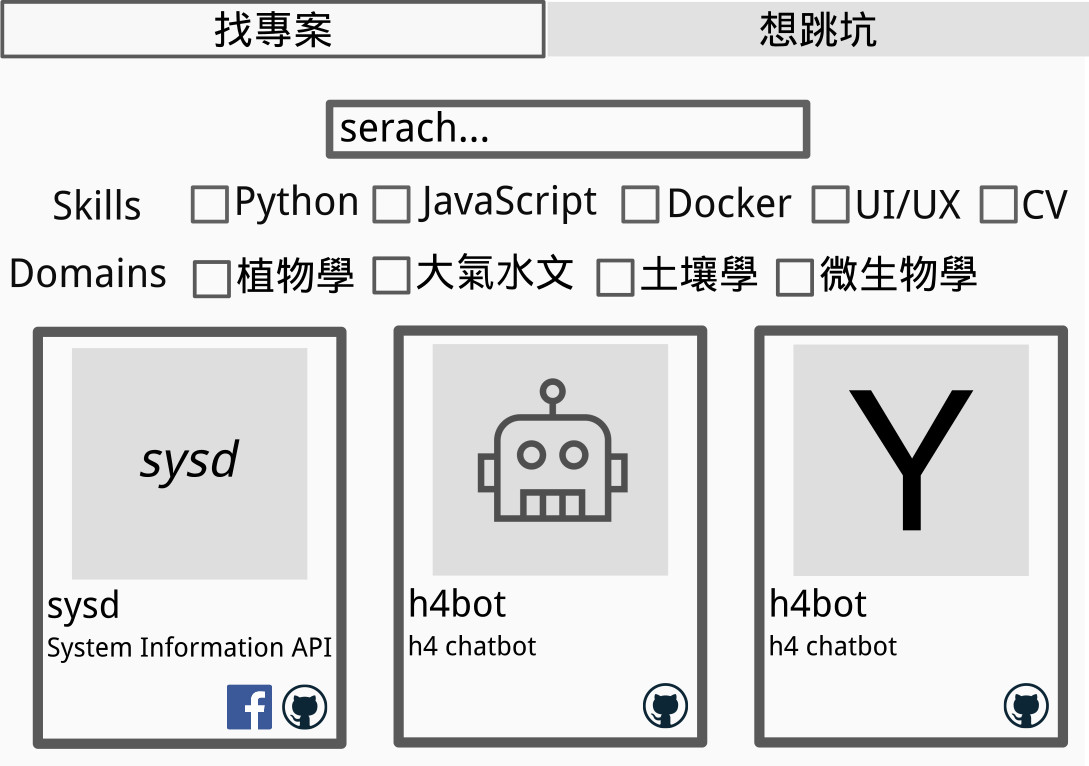 找專案 想跳坑
serach...
Skills Python JavaScript Docker UI/UX CV
Domains 植物學 大氣水文 土壤學 微生物學
sysd Y
sysd h4bot h4bot
System Information API h4 chatbot h4 chatbot